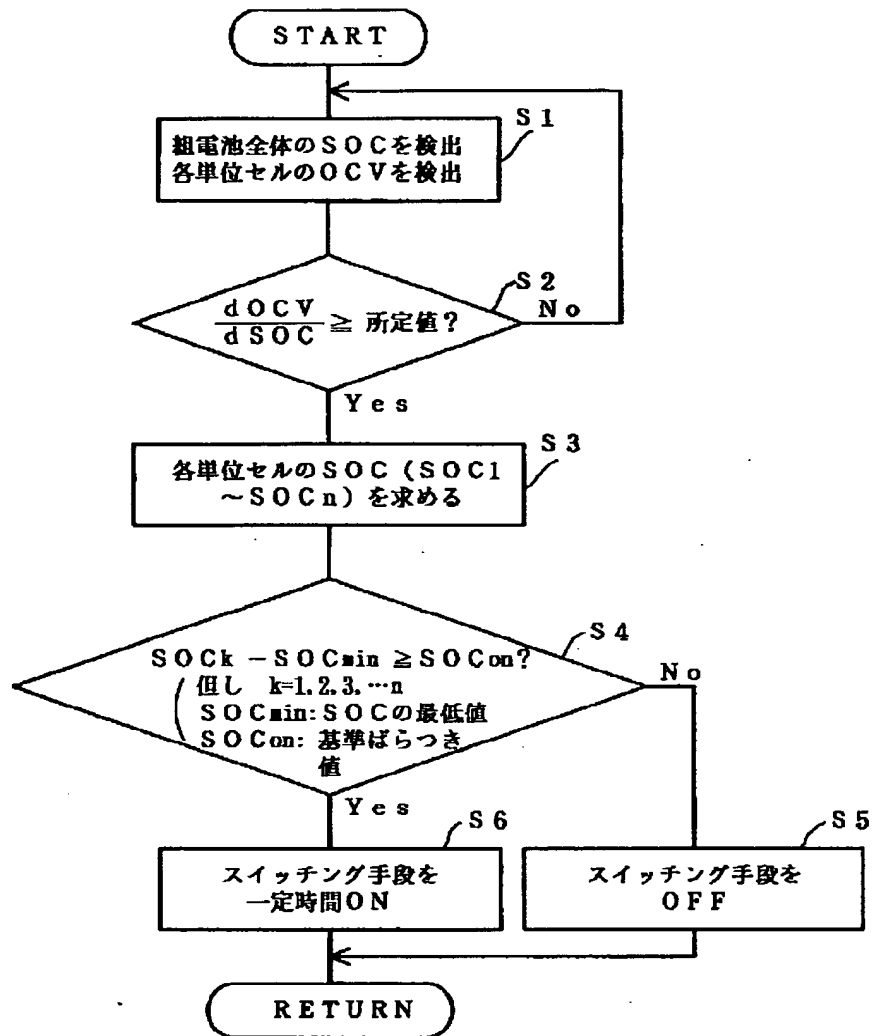 START
S1
組電池全体のSOCを検出
各単位セルのOCVを検出
S2
dOCV
dSOC
≧ 所定値?
No
Yes
S3
各単位セルのSOC(SOC1
~SOCn)を求める
S4
SOCk-SOCmin≧SOCon?
No
但し k=1.2.3.…n
SOCmin:SOCの最低値
SOCon:基準ばらつき
値
Yes
S6
スイッチング手段を
一定時間ON
S5
スイッチング手段を
OFF
RETURN